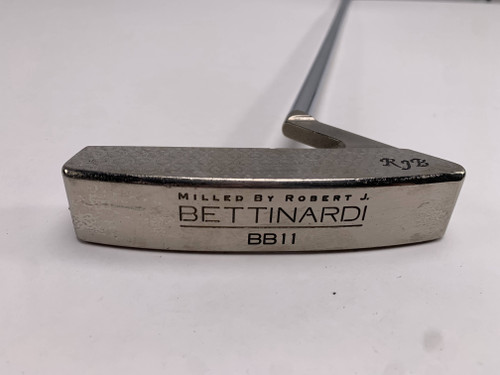 RJB
MILLED BY ROBERT J.
BETTINARDI
BB11